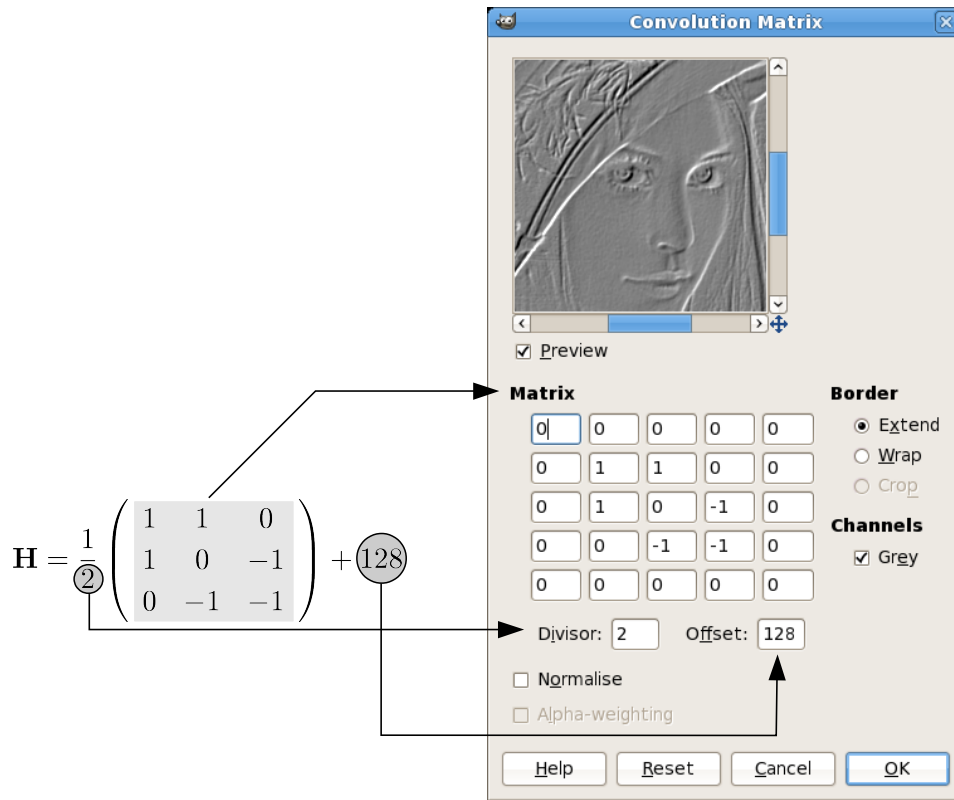 Convolution Matrix
Preview
Matrix
Border
0 0 0 0 0
Extend
0 1 1 0 0
Wrap
Crop
0 1 0 -1 0
Channels
0 0 -1 -1 0
Grey
0 0 0 0 0
H = 1/2 ( 1 1 0
1 0 −1
0 −1 −1 ) + 128
Divisor: 2 Offset: 128
Normalise
Alpha-weighting
Help Reset Cancel OK